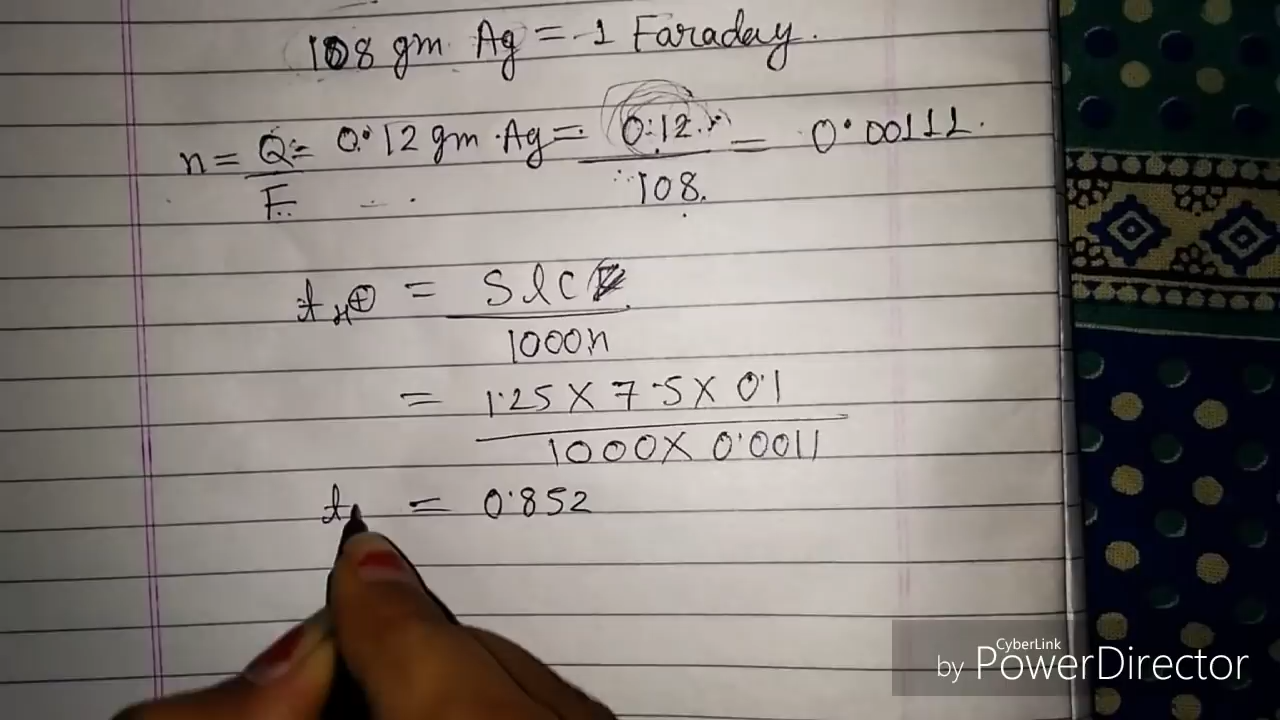 108 gm Ag = 1 Faraday.
n = Q/F = 0.12 gm Ag = 0.12/108 = 0.00111.
t H⊕ = SlC/1000n
= 1.25 X 7.5 X 0.1/1000 X 0.0011
t = 0.852
CyberLink
by PowerDirector